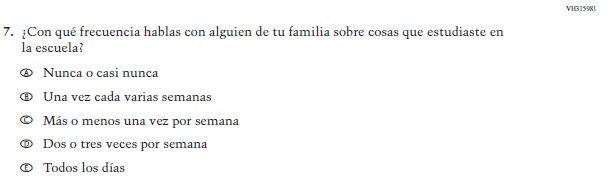 VH315981
7. ¿Con qué frecuencia hablas con alguien de tu familia sobre cosas que estudiaste en
la escuela?
A Nunca o casi nunca
B Una vez cada varias semanas
C Más o menos una vez por semana
D Dos o tres veces por semana
E Todos los días